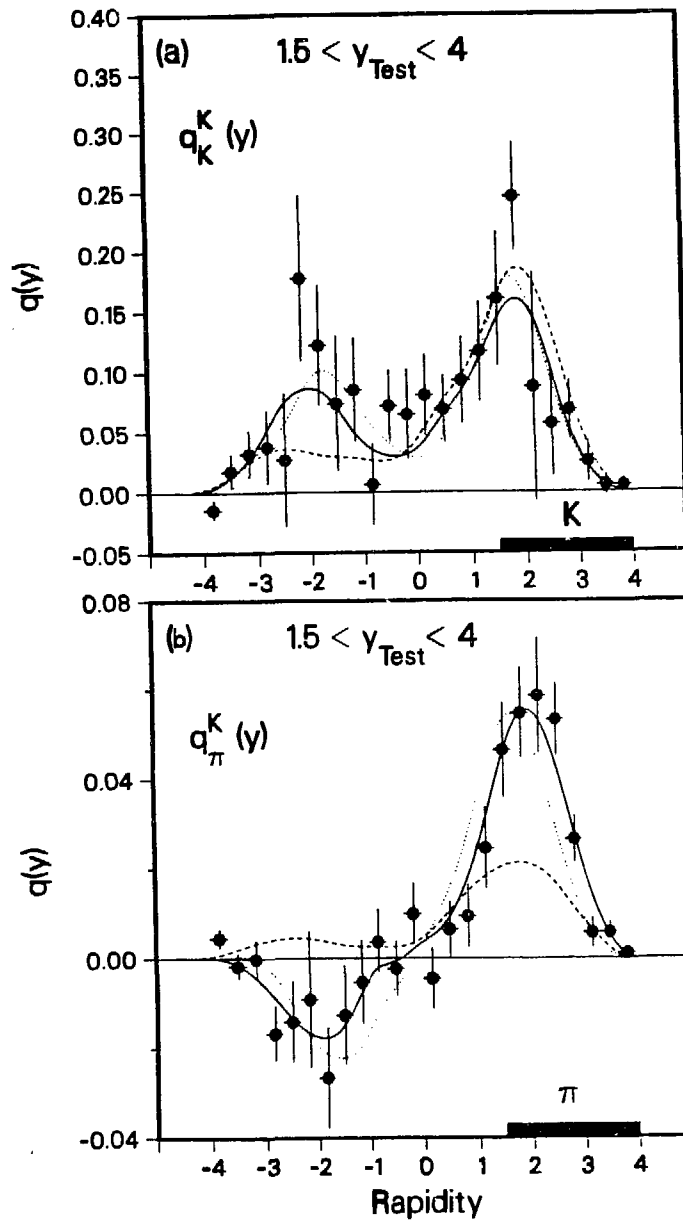 0.40
(a) 1.5 < y_Test < 4
0.35
0.30
q_K^K (y)
0.25
0.20
q(y)
0.15
0.10
0.05
0.00
K
-0.05
-4 -3 -2 -1 0 1 2 3 4
0.08
(b) 1.5 < y_Test < 4
q_π^K (y)
0.04
q(y)
0.00
π
-0.04
-4 -3 -2 -1 0 1 2 3 4
Rapidity